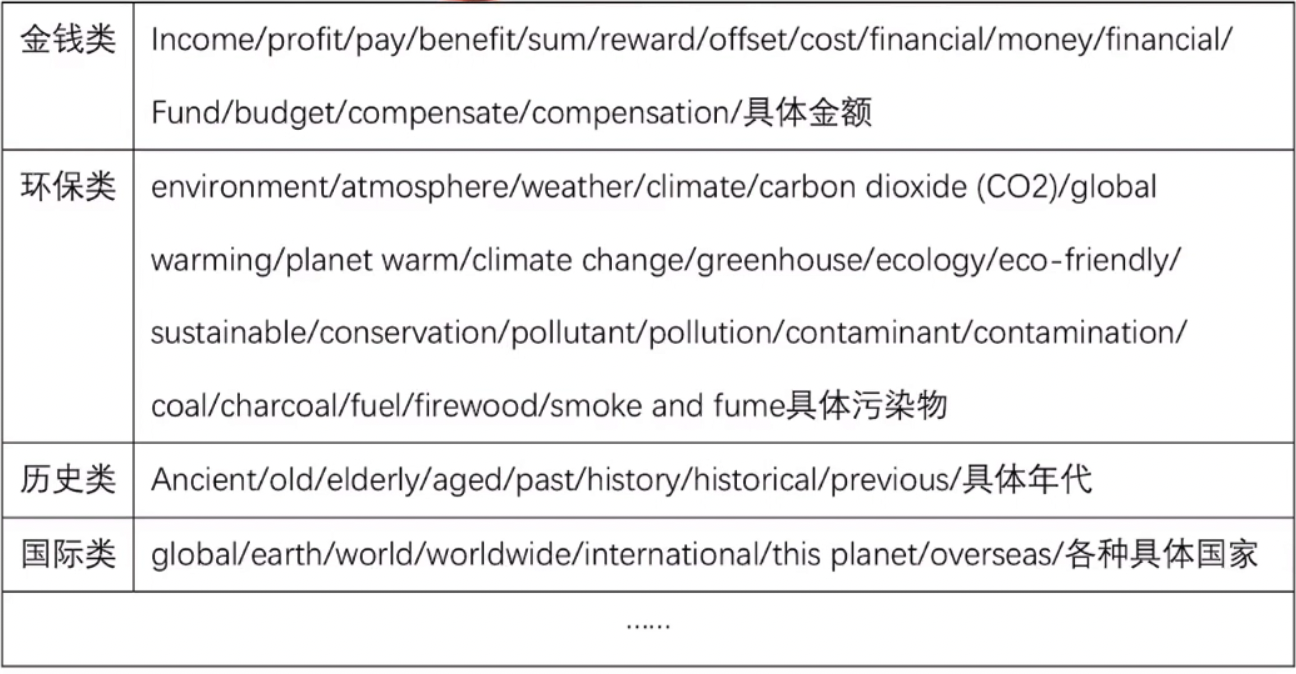 金钱类 Income/profit/pay/benefit/sum/reward/offset/cost/financial/money/financial/
Fund/budget/compensate/compensation/具体金额
环保类 environment/atmosphere/weather/climate/carbon dioxide (CO2)/global
warming/planet warm/climate change/greenhouse/ecology/eco-friendly/
sustainable/conservation/pollutant/pollution/contaminant/contamination/
coal/charcoal/fuel/firewood/smoke and fume具体污染物
历史类 Ancient/old/elderly/aged/past/history/historical/previous/具体年代
国际类 global/earth/world/worldwide/international/this planet/overseas/各种具体国家
……